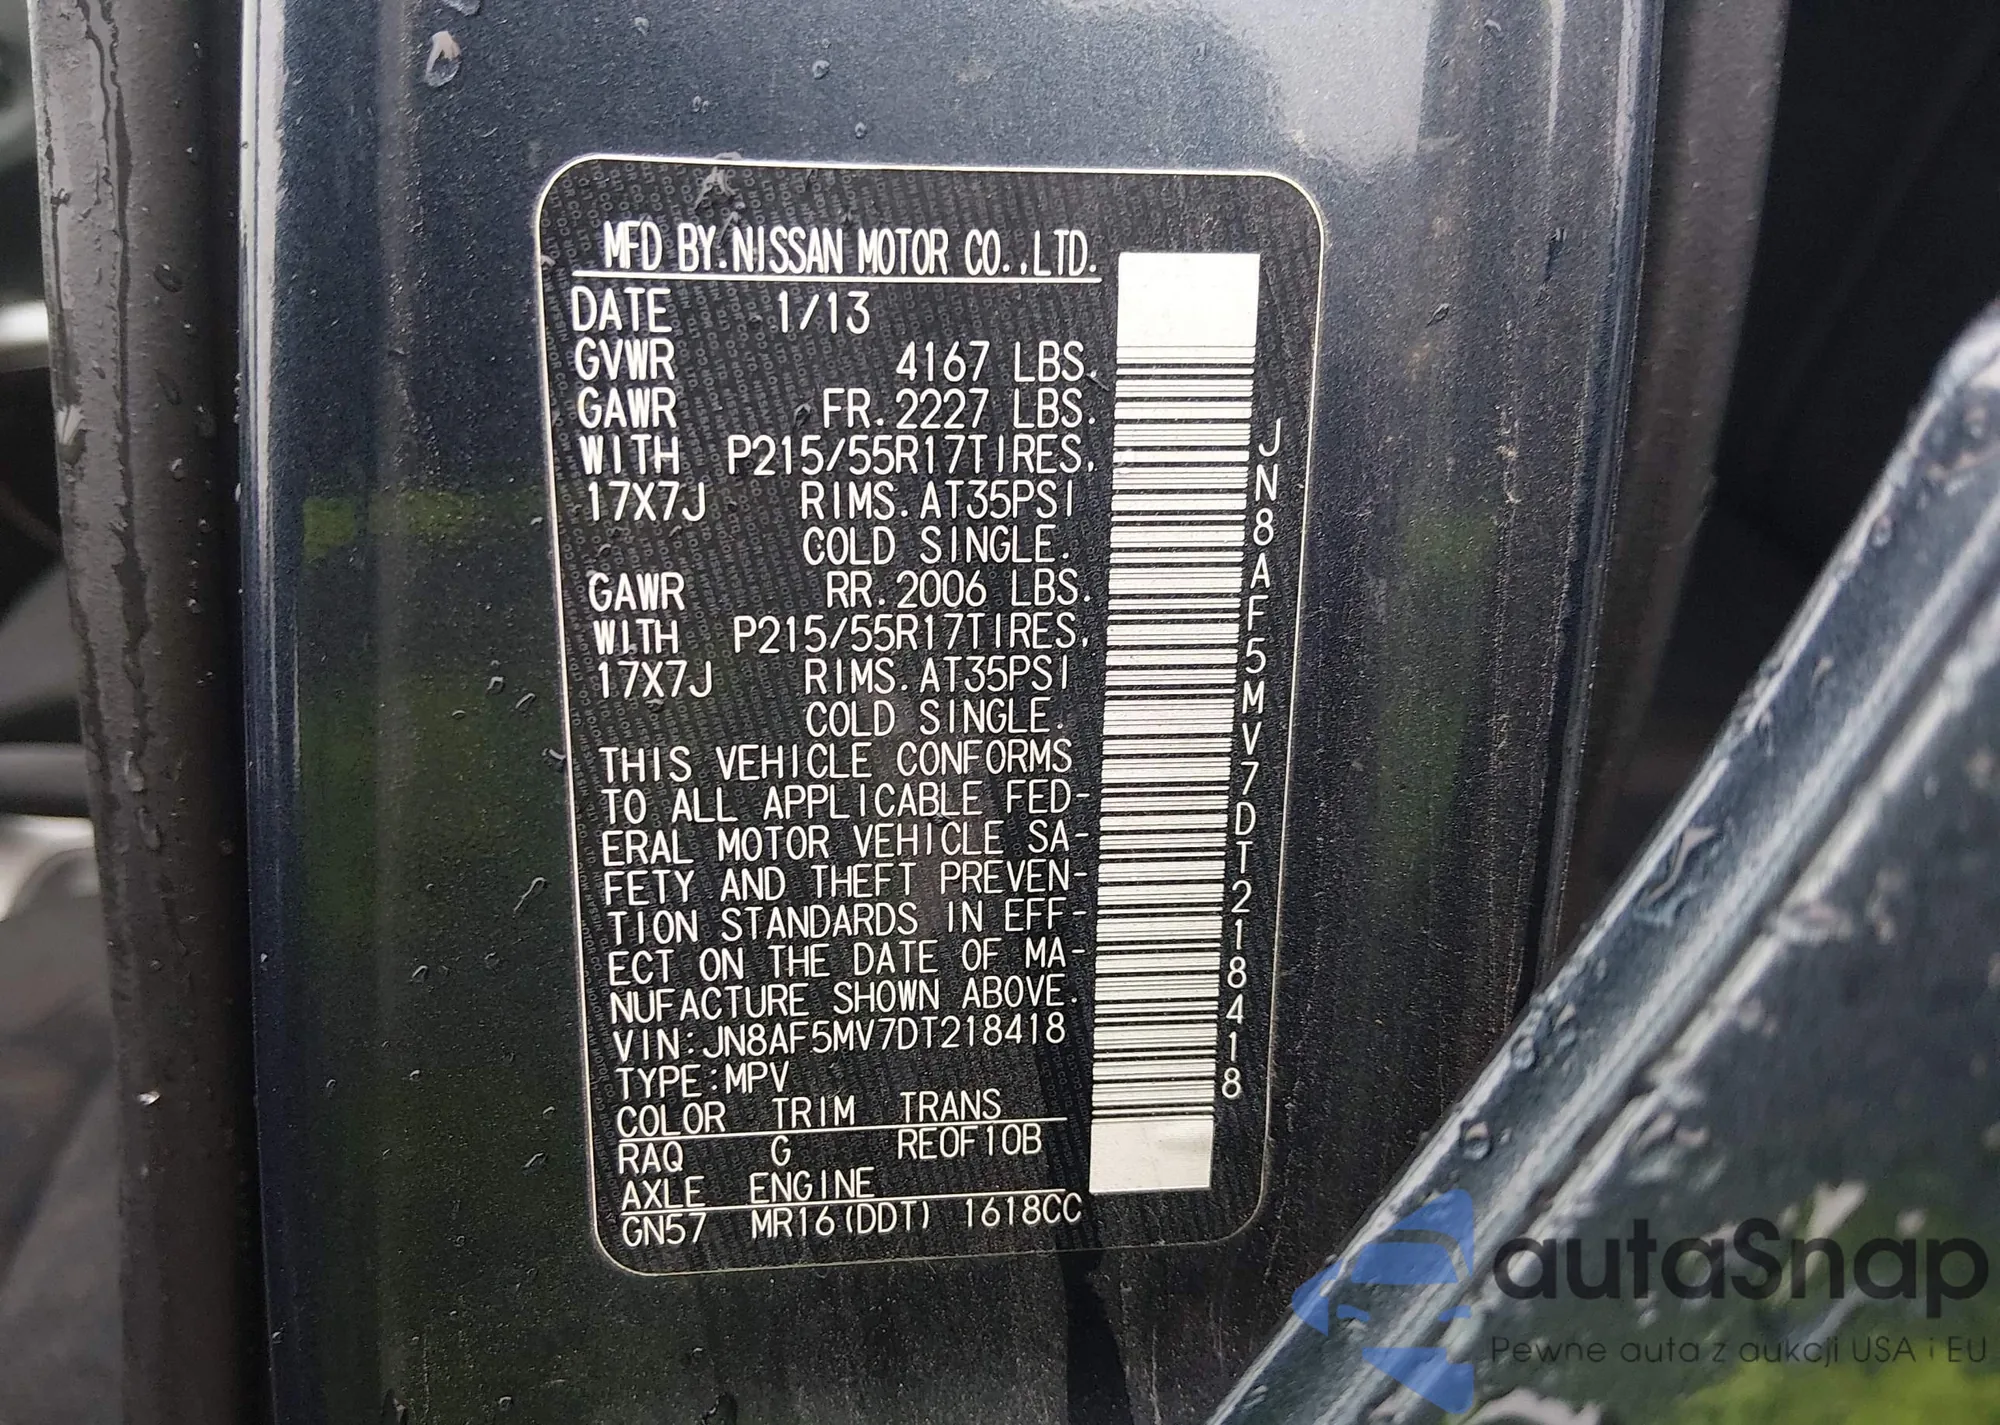 MFD BY.NISSAN MOTOR CO.,LTD.
DATE 1/13
GVWR 4167 LBS.
GAWR FR.2227 LBS.
WITH P215/55R17TIRES,
17X7J RIMS.AT35PSI
COLD SINGLE.
GAWR RR.2006 LBS.
WITH P215/55R17TIRES,
17X7J RIMS.AT35PSI
COLD SINGLE.
THIS VEHICLE CONFORMS
TO ALL APPLICABLE FED-
ERAL MOTOR VEHICLE SA-
FETY AND THEFT PREVEN-
TION STANDARDS IN EFF-
ECT ON THE DATE OF MA-
NUFACTURE SHOWN ABOVE.
VIN:JN8AF5MV7DT218418
TYPE:MPV
COLOR TRIM TRANS
RAQ G RE0F10B
AXLE ENGINE
GN57 MR16(DDT) 1618CC
JN8AF5MV7DT218418
autaSnap
Pewne auta z aukcji USA i EU